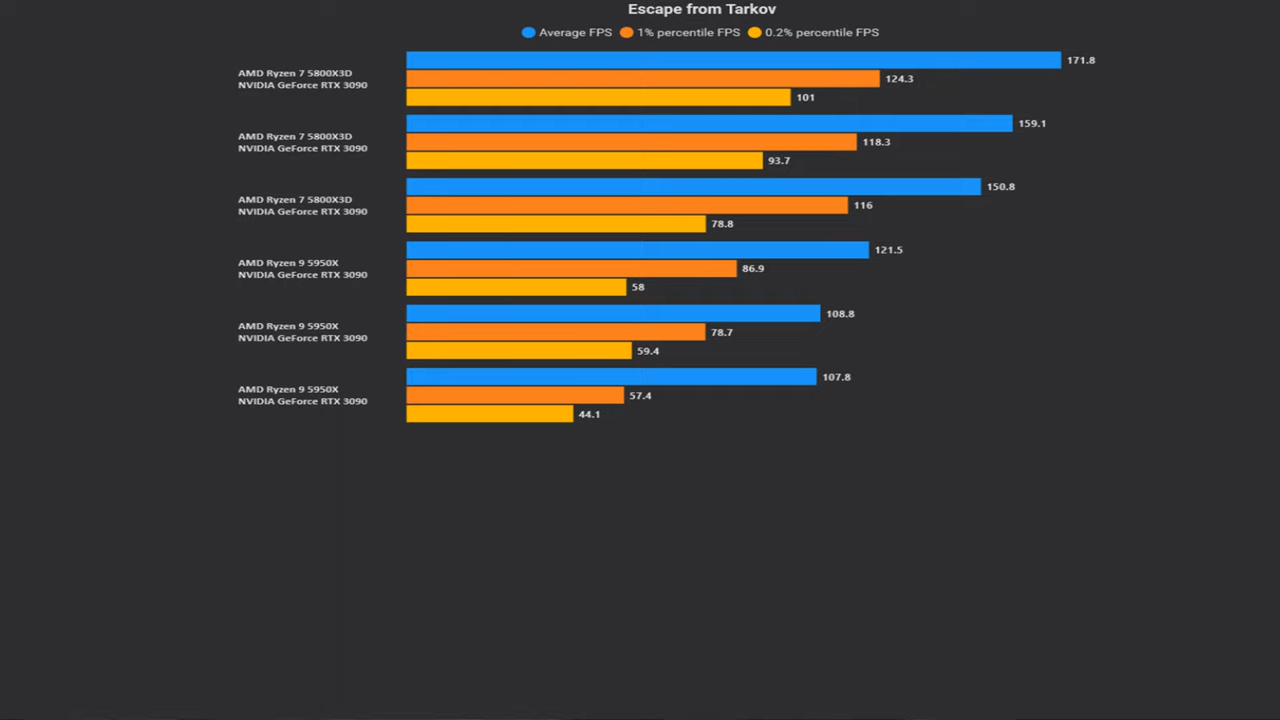 Escape from Tarkov
Average FPS 1% percentile FPS 0.2% percentile FPS
AMD Ryzen 7 5800X3D
NVIDIA GeForce RTX 3090
171.8
124.3
101
AMD Ryzen 7 5800X3D
NVIDIA GeForce RTX 3090
159.1
118.3
93.7
AMD Ryzen 7 5800X3D
NVIDIA GeForce RTX 3090
150.8
116
78.8
AMD Ryzen 9 5950X
NVIDIA GeForce RTX 3090
121.5
86.9
58
AMD Ryzen 9 5950X
NVIDIA GeForce RTX 3090
108.8
78.7
59.4
AMD Ryzen 9 5950X
NVIDIA GeForce RTX 3090
107.8
57.4
44.1